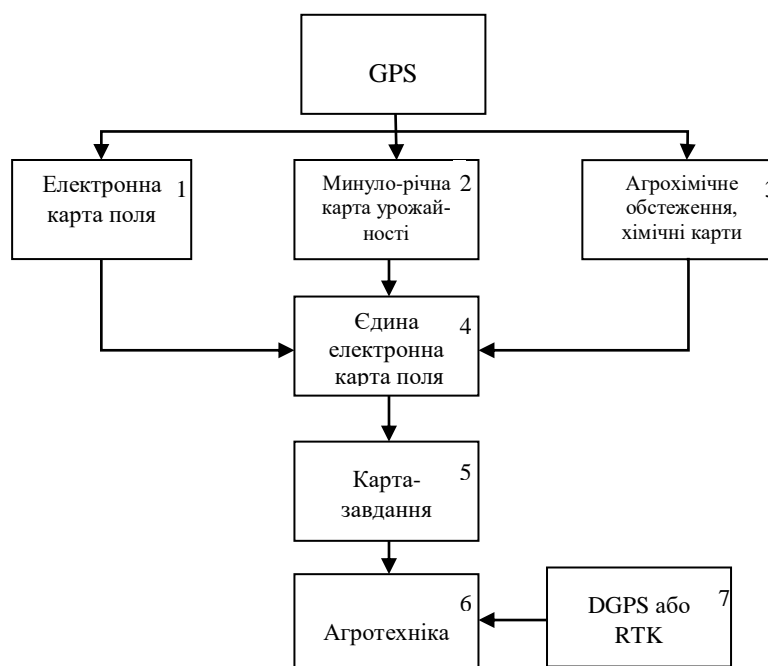 GPS
Електронна
карта поля
1
Минуло-річна
карта урожай-
ності
2
Агрохімічне
обстеження,
хімічні карти
3
Єдина
електронна
карта поля
4
Карта-
завдання
5
Агротехніка
6
DGPS або
RTK
7